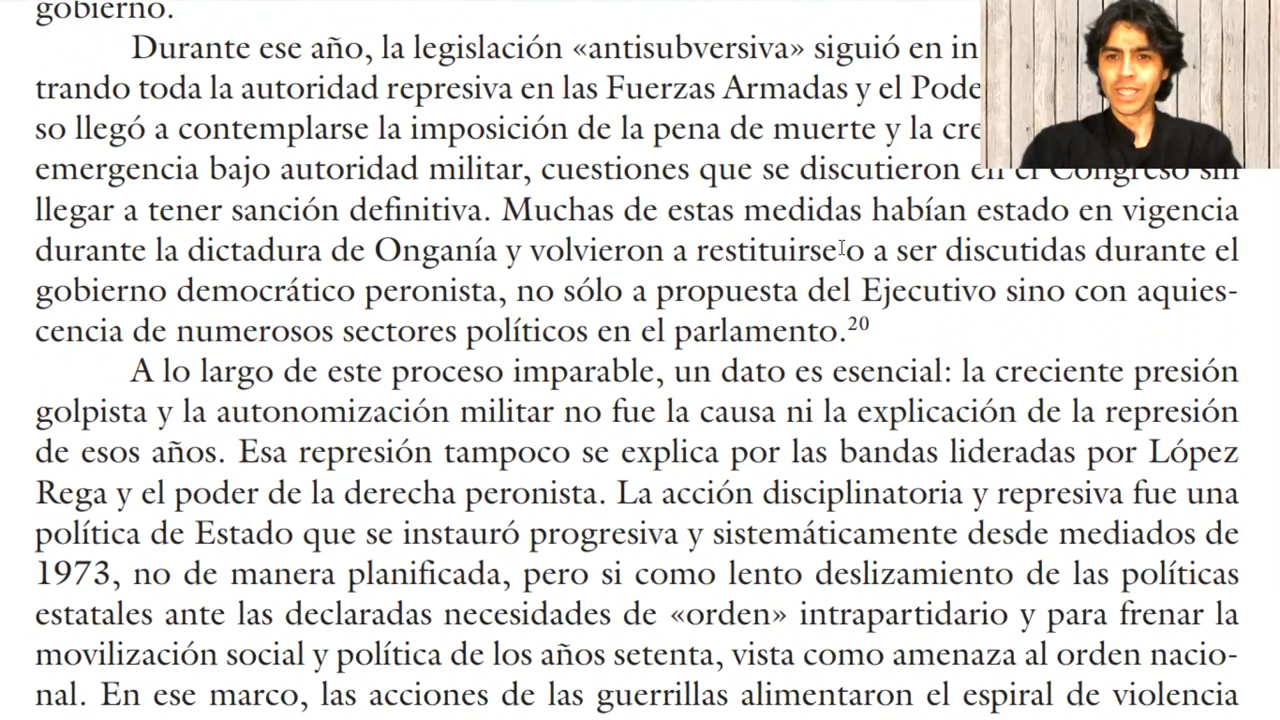 gobierno.
Durante ese año, la legislación «antisubversiva» siguió en
trando toda la autoridad represiva en las Fuerzas Armadas y el
so llegó a contemplarse la imposición de la pena de muerte y la
emergencia bajo autoridad militar, cuestiones que se discutieron en el Congreso sin
llegar a tener sanción definitiva. Muchas de estas medidas habían estado en vigencia
durante la dictadura de Onganía y volvieron a restituirse o a ser discutidas durante el
gobierno democrático peronista, no sólo a propuesta del Ejecutivo sino con aquies-
cencia de numerosos sectores políticos en el parlamento.20
A lo largo de este proceso imparable, un dato es esencial: la creciente presión
golpista y la autonomización militar no fue la causa ni la explicación de la represión
de esos años. Esa represión tampoco se explica por las bandas lideradas por López
Rega y el poder de la derecha peronista. La acción disciplinatoria y represiva fue una
política de Estado que se instauró progresiva y sistemáticamente desde mediados de
1973, no de manera planificada, pero si como lento deslizamiento de las políticas
estatales ante las declaradas necesidades de «orden» intrapartidario y para frenar la
movilización social y política de los años setenta, vista como amenaza al orden nacio-
nal. En ese marco, las acciones de las guerrillas alimentaron el espiral de violencia